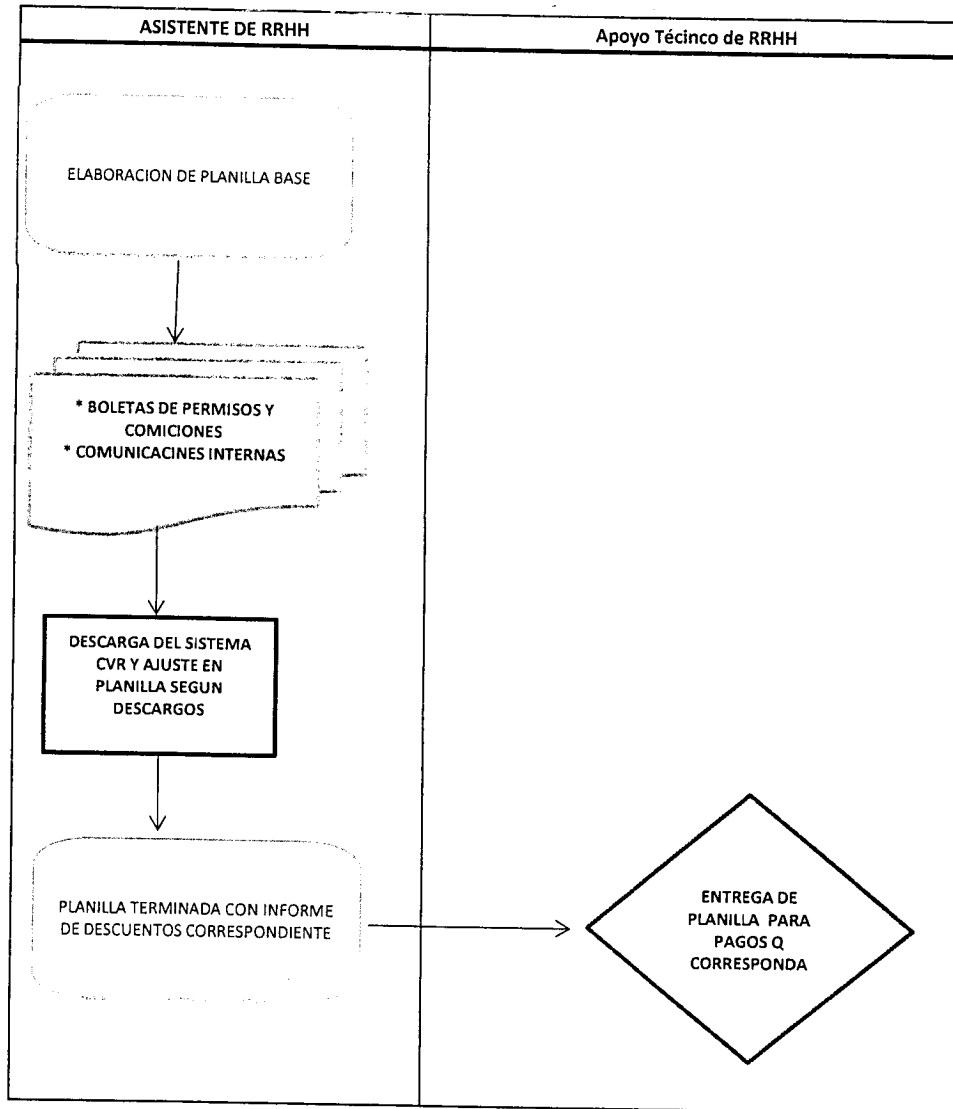 ASISTENTE DE RRHH
Apoyo Técinco de RRHH
ELABORACION DE PLANILLA BASE
* BOLETAS DE PERMISOS Y
COMICIONES
* COMUNICACINES INTERNAS
DESCARGA DEL SISTEMA
CVR Y AJUSTE EN
PLANILLA SEGUN
DESCARGOS
PLANILLA TERMINADA CON INFORME
DE DESCUENTOS CORRESPONDIENTE
ENTREGA DE
PLANILLA PARA
PAGOS Q
CORRESPONDA